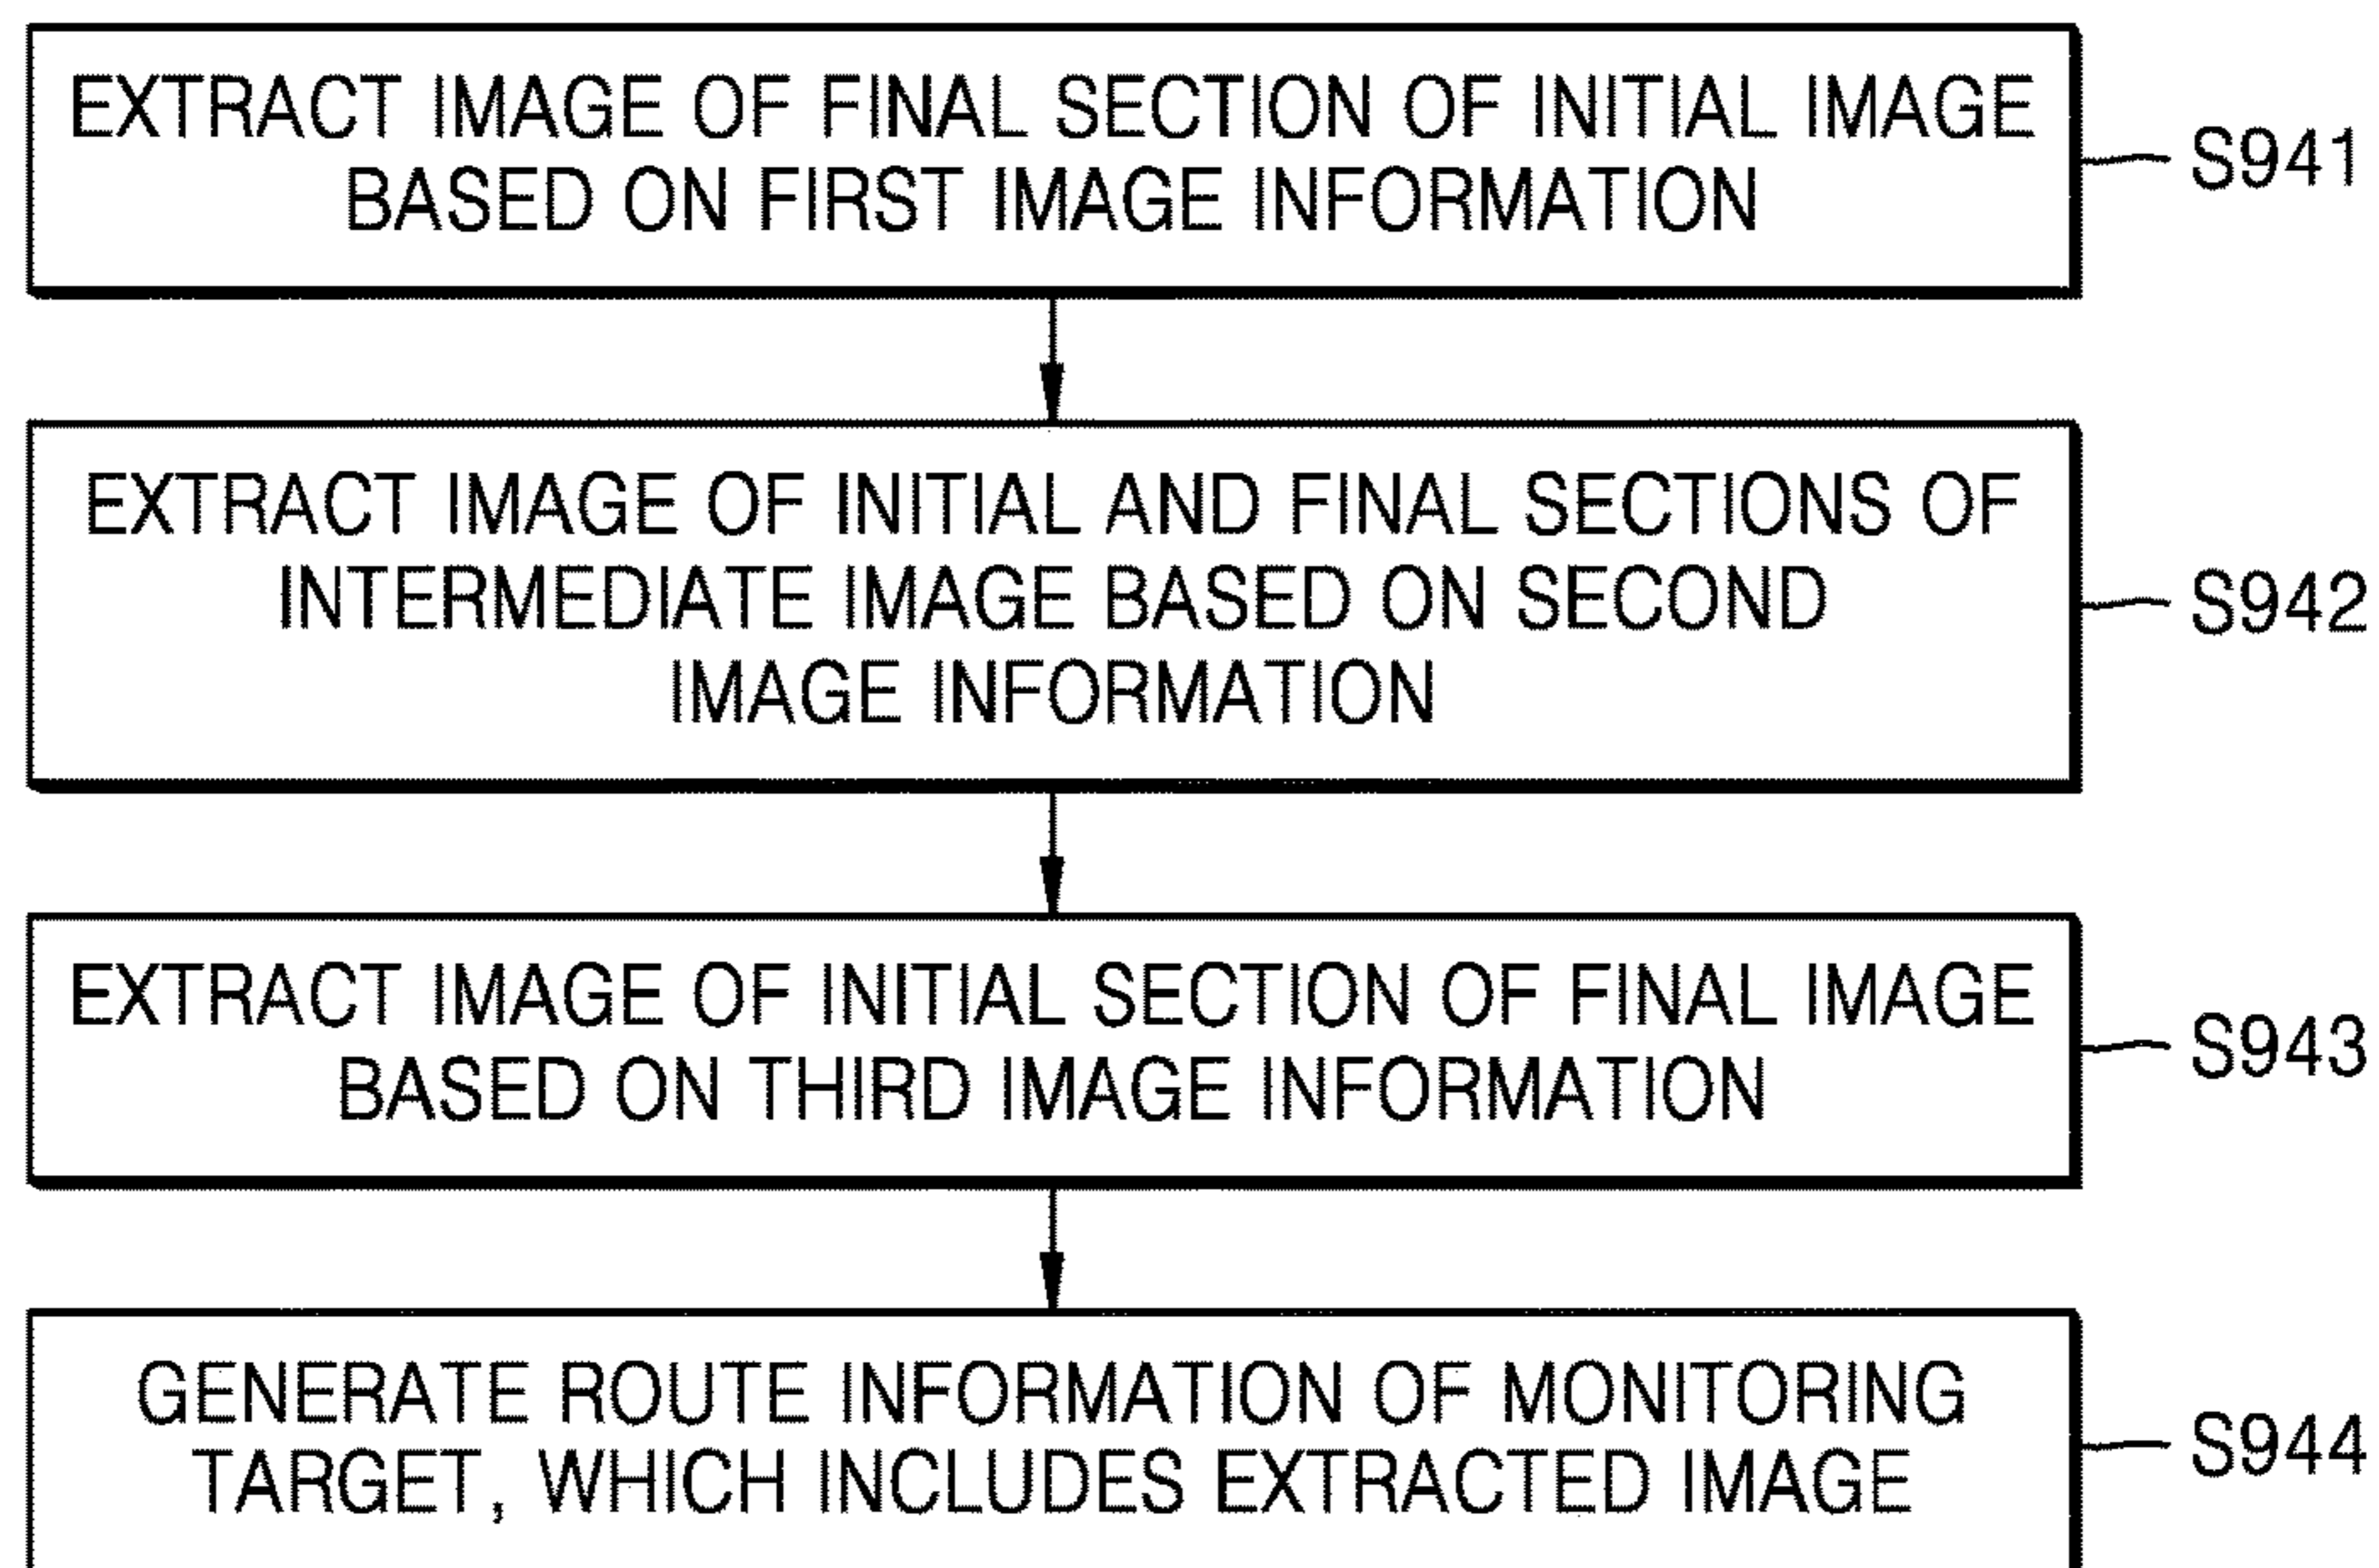 EXTRACT IMAGE OF FINAL SECTION OF INITIAL IMAGE
BASED ON FIRST IMAGE INFORMATION
S941
EXTRACT IMAGE OF INITIAL AND FINAL SECTIONS OF
INTERMEDIATE IMAGE BASED ON SECOND
IMAGE INFORMATION
S942
EXTRACT IMAGE OF INITIAL SECTION OF FINAL IMAGE
BASED ON THIRD IMAGE INFORMATION
S943
GENERATE ROUTE INFORMATION OF MONITORING
TARGET, WHICH INCLUDES EXTRACTED IMAGE
S944